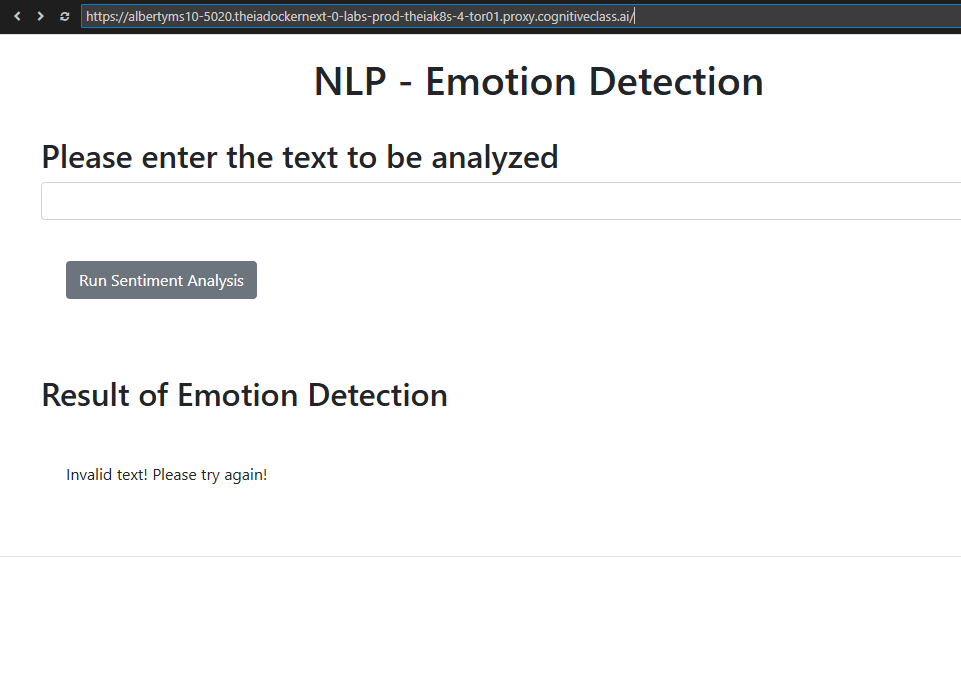 https://albertyms10-5020.theiadockernext-0-labs-prod-theiak8s-4-tor01.proxy.cognitiveclass.ai/
NLP - Emotion Detection
Please enter the text to be analyzed
Run Sentiment Analysis
Result of Emotion Detection
Invalid text! Please try again!